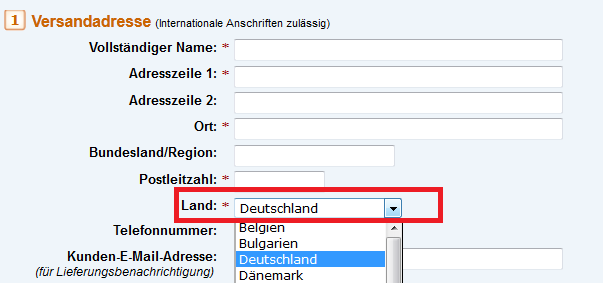 1 Versandadresse (Internationale Anschriften zulässig)
Vollständiger Name: *
Adresszeile 1: *
Adresszeile 2:
Ort: *
Bundesland/Region:
Postleitzahl: *
Land: * Deutschland
Belgien
Telefonnummer:
Bulgarien
Kunden-E-Mail-Adresse:
Deutschland
(für Lieferungsbenachrichtigung)
Dänemark